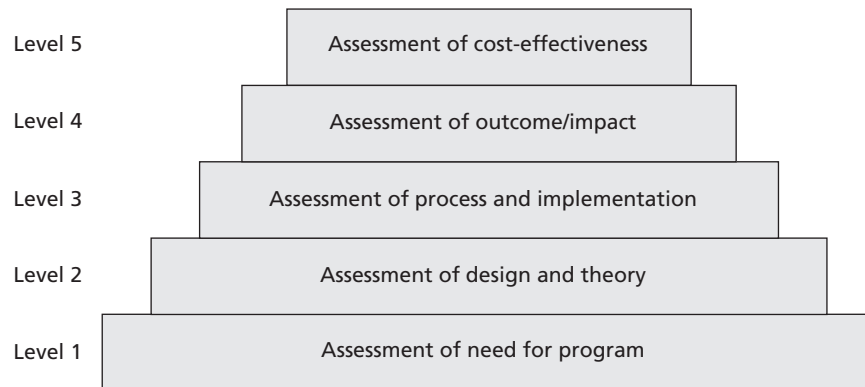 Level 5 Assessment of cost-effectiveness
Level 4 Assessment of outcome/impact
Level 3 Assessment of process and implementation
Level 2 Assessment of design and theory
Level 1 Assessment of need for program